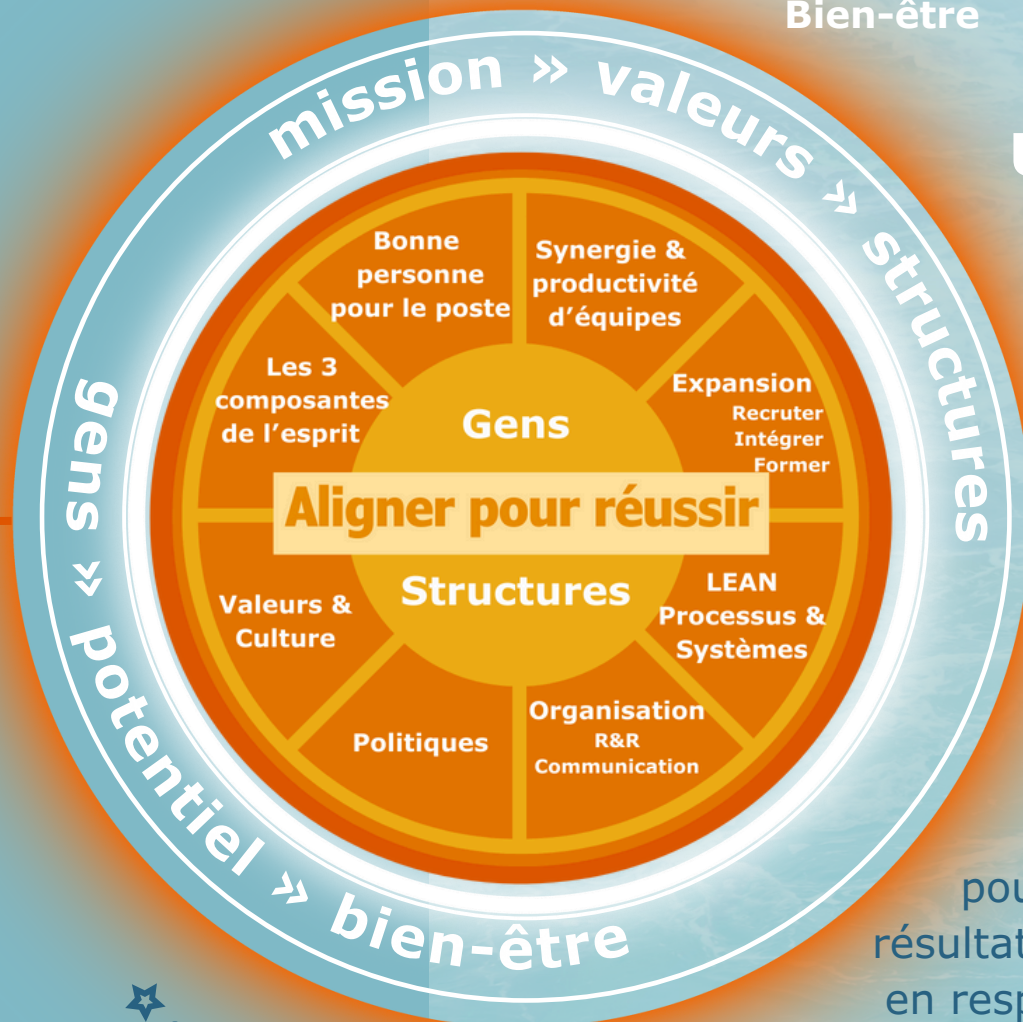 Bien-être
mission » valeurs » structures
gens » potentiel » bien-être
Bonne
personne
pour le poste
Synergie &
productivité
d’équipes
Les 3
composantes
de l’esprit
Expansion
Recruter
Intégrer
Former
Gens
Aligner pour réussir
Structures
Valeurs &
Culture
LEAN
Processus &
Systèmes
Politiques
Organisation
R&R
Communication
résultat
en